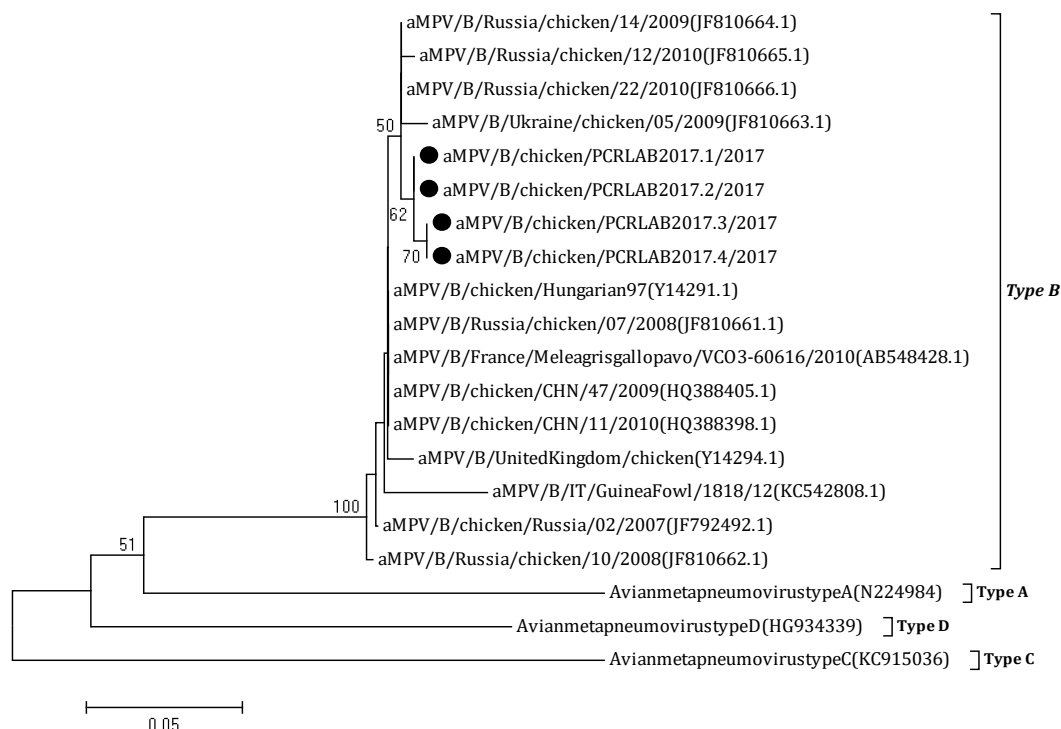 aMPV/B/Russia/chicken/14/2009(JF810664.1)
aMPV/B/Russia/chicken/12/2010(JF810665.1)
aMPV/B/Russia/chicken/22/2010(JF810666.1)
50
aMPV/B/Ukraine/chicken/05/2009(JF810663.1)
aMPV/B/chicken/PCRLAB2017.1/2017
aMPV/B/chicken/PCRLAB2017.2/2017
62
aMPV/B/chicken/PCRLAB2017.3/2017
70
aMPV/B/chicken/PCRLAB2017.4/2017
aMPV/B/chicken/Hungarian97(Y14291.1)
Type B
aMPV/B/Russia/chicken/07/2008(JF810661.1)
aMPV/B/France/Meleagrisgallopavo/VCO3-60616/2010(AB548428.1)
aMPV/B/chicken/CHN/47/2009(HQ388405.1)
aMPV/B/chicken/CHN/11/2010(HQ388398.1)
aMPV/B/UnitedKingdom/chicken(Y14294.1)
aMPV/B/IT/GuineaFowl/1818/12(KC542808.1)
100
aMPV/B/chicken/Russia/02/2007(JF792492.1)
51
aMPV/B/Russia/chicken/10/2008(JF810662.1)
AvianmetapneumovirustypeA(N224984)
Type A
AvianmetapneumovirustypeD(HG934339)
Type D
AvianmetapneumovirustypeC(KC915036)
Type C
0.05